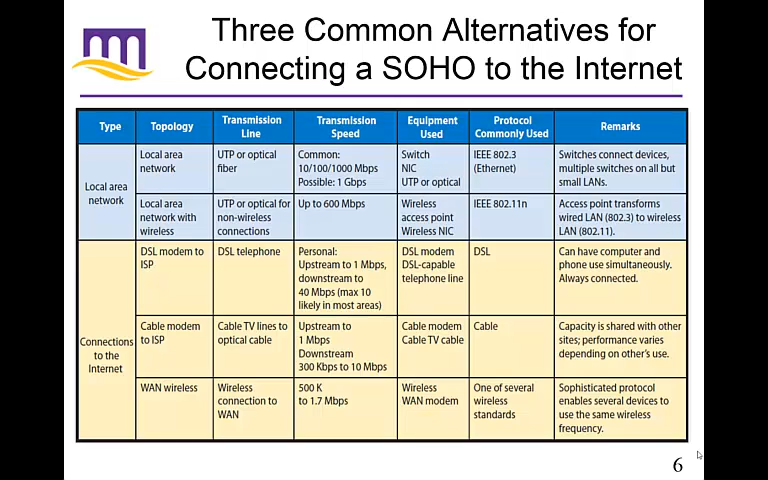 Three Common Alternatives for
Connecting a SOHO to the Internet
Type
Topology
Transmission
Line
Transmission
Speed
Equipment
Used
Protocol
Commonly Used
Remarks
Local area
network
Local area
network
UTP or optical
fiber
Common:
10/100/1000 Mbps
Possible: 1 Gbps
Switch
NIC
UTP or optical
IEEE 802.3
(Ethernet)
Switches connect devices,
multiple switches on all but
small LANs.
Local area
network with
wireless
UTP or optical for
non-wireless
connections
Up to 600 Mbps
Wireless
access point
Wireless NIC
IEEE 802.11n
Access point transforms
wired LAN (802.3) to wireless
LAN (802.11).
Connections
to the
Internet
DSL modem to
ISP
DSL telephone
Personal:
Upstream to 1 Mbps,
downstream to
40 Mbps (max 10
likely in most areas)
DSL modem
DSL-capable
telephone line
DSL
Can have computer and
phone use simultaneously.
Always connected.
Cable modem
to ISP
Cable TV lines to
optical cable
Upstream to
1 Mbps
Downstream
300 Kbps to 10 Mbps
Cable modem
Cable TV cable
Cable
Capacity is shared with other
sites; performance varies
depending on other's use.
WAN wireless
Wireless
connection to
WAN
500 K
to 1.7 Mbps
Wireless
WAN modem
One of several
wireless
standards
Sophisticated protocol
enables several devices to
use the same wireless
frequency.
6